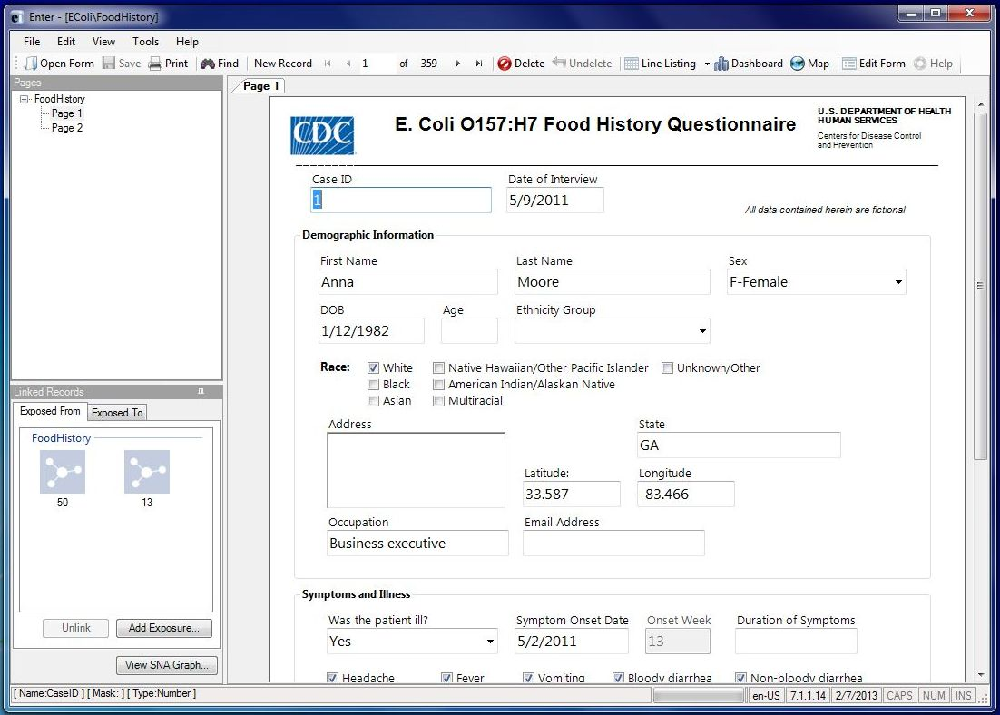 Enter - [EColi\FoodHistory]
File Edit View Tools Help
Open Form Save Print Find New Record 1 of 359 Delete Undelete Line Listing Dashboard Map Edit Form Help
Pages
FoodHistory
Page 1
Page 2
Linked Records
Exposed From Exposed To
FoodHistory
50 13
Unlink Add Exposure...
View SNA Graph...
Page 1
CDC
E. Coli O157:H7 Food History Questionnaire
U.S. DEPARTMENT OF HEALTH
HUMAN SERVICES
Centers for Disease Control
and Prevention
Case ID Date of Interview
1 5/9/2011
All data contained herein are fictional
Demographic Information
First Name Last Name Sex
Anna Moore F-Female
DOB Age Ethnicity Group
1/12/1982
Race: White Native Hawaiian/Other Pacific Islander Unknown/Other
Black American Indian/Alaskan Native
Asian Multiracial
Address State
GA
Latitude: Longitude
33.587 -83.466
Occupation Email Address
Business executive
Symptoms and Illness
Was the patient ill? Symptom Onset Date Onset Week Duration of Symptoms
Yes 5/2/2011 13
Headache Fever Vomiting Bloody diarrhea Non-bloody diarrhea
[ Name:CaseID ] [ Mask: ] [ Type:Number ] en-US 7.1.1.14 2/7/2013 CAPS NUM INS